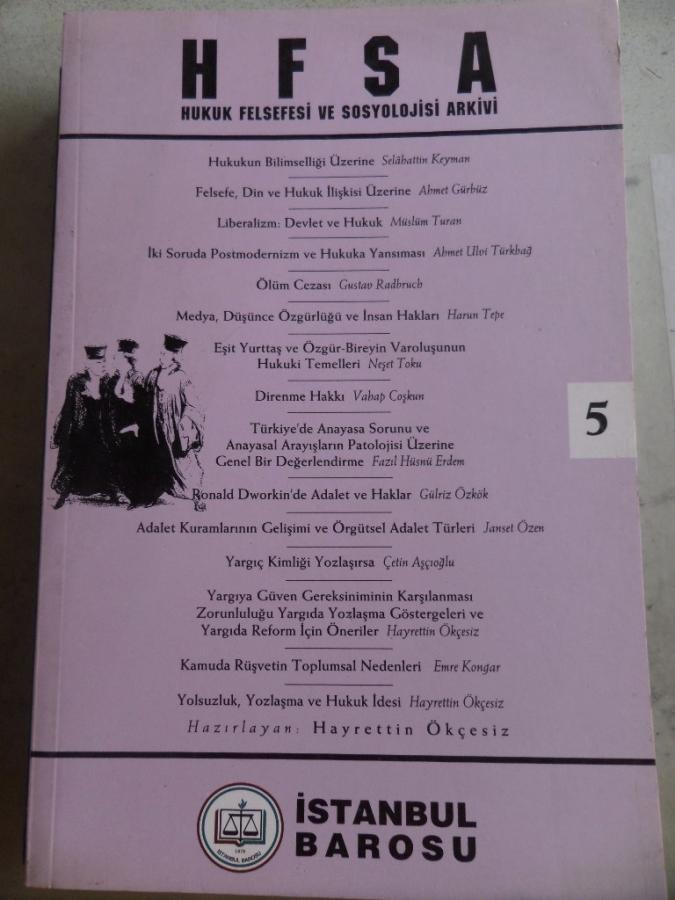 HFSA
HUKUK FELSEFESİ VE SOSYOLOJİSİ ARKİVİ
Hukukun Bilimselliği Üzerine Selâhattin Keyman
Felsefe, Din ve Hukuk İlişkisi Üzerine Ahmet Gürbüz
Liberalizm: Devlet ve Hukuk Müslüm Turan
İki Soruda Postmodernizm ve Hukuka Yansıması Ahmet Ulvi Türkbağ
Ölüm Cezası Gustav Radbruch
Medya, Düşünce Özgürlüğü ve İnsan Hakları Harun Tepe
Eşit Yurttaş ve Özgür-Bireyin Varoluşunun
Hukuki Temelleri Neşet Toku
Direnme Hakkı Vahap Coşkun
Türkiye'de Anayasa Sorunu ve
Anayasal Arayışların Patolojisi Üzerine
Genel Bir Değerlendirme Fazıl Hüsnü Erdem
Ronald Dworkin'de Adalet ve Haklar Gülriz Özkök
Adalet Kuramlarının Gelişimi ve Örgütsel Adalet Türleri Janset Özen
Yargıç Kimliği Yozlaşırsa Çetin Aşçıoğlu
Yargıya Güven Gereksiniminin Karşılanması
Zorunluluğu Yargıda Yozlaşma Göstergeleri ve
Yargıda Reform İçin Öneriler Hayrettin Ökçesiz
Kamuda Rüşvetin Toplumsal Nedenleri Emre Kongar
Yolsuzluk, Yozlaşma ve Hukuk İdesi Hayrettin Ökçesiz
Hazırlayan: Hayrettin Ökçesiz
5
1878
İSTANBUL BAROSU
İSTANBUL
BAROSU